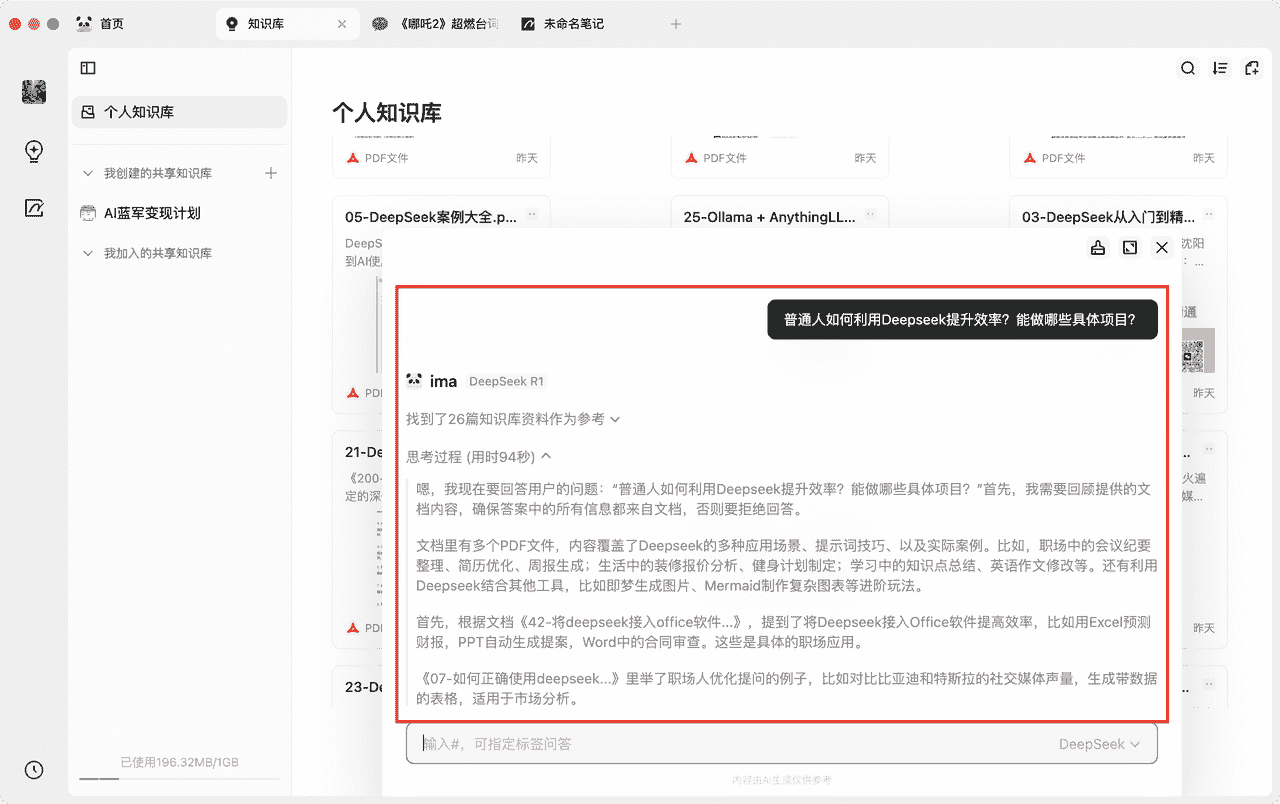 首页
知识库
《哪吒2》超燃台词
未命名笔记
个人知识库
我创建的共享知识库
AI蓝军变现计划
我加入的共享知识库
已使用196.32MB/1GB
个人知识库
PDF文件
昨天
PDF文件
昨天
PDF文件
昨天
05-DeepSeek案例大全.p...
25-Ollama + AnythingLL...
03-DeepSeek从入门到精...
DeepS
到AI使
沈阳
：...
通
PD
昨天
21-De
...
《200-
定的深
火遍
媒...
PD
昨天
23-De
...
普通人如何利用Deepseek提升效率？能做哪些具体项目？
ima DeepSeek R1
找到了26篇知识库资料作为参考
思考过程 (用时94秒)
嗯，我现在要回答用户的问题：“普通人如何利用Deepseek提升效率？能做哪些具体项目？”首先，我需要回顾提供的文
档内容，确保答案中的所有信息都来自文档，否则要拒绝回答。
文档里有多个PDF文件，内容覆盖了Deepseek的多种应用场景、提示词技巧、以及实际案例。比如，职场中的会议纪要
整理、简历优化、周报生成；生活中的装修报价分析、健身计划制定；学习中的知识点总结、英语作文修改等。还有利用
Deepseek结合其他工具，比如即梦生成图片、Mermaid制作复杂图表等进阶玩法。
首先，根据文档《42-将deepseek接入office软件...》，提到了将Deepseek接入Office软件提高效率，比如用Excel预测
财报，PPT自动生成提案，Word中的合同审查。这些是具体的职场应用。
《07-如何正确使用deepseek...》里举了职场人优化提问的例子，比如对比比亚迪和特斯拉的社交媒体声量，生成带数据
的表格，适用于市场分析。
输入#，可指定标签问答
DeepSeek
内容由AI生成仅供参考